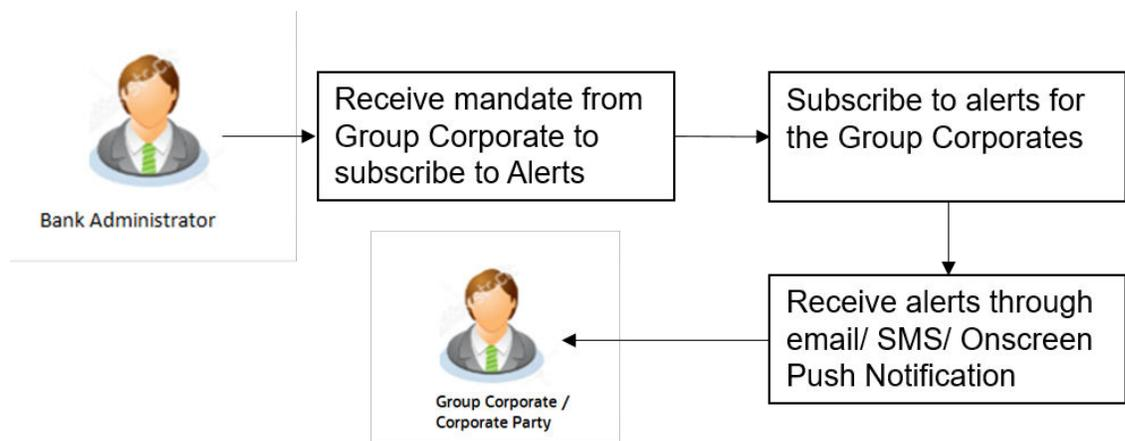 Bank Administrator
Receive mandate from
Group Corporate to
subscribe to Alerts
Subscribe to alerts for
the Group Corporates
Receive alerts through
email/ SMS/ Onscreen
Push Notification
Group Corporate /
Corporate Party